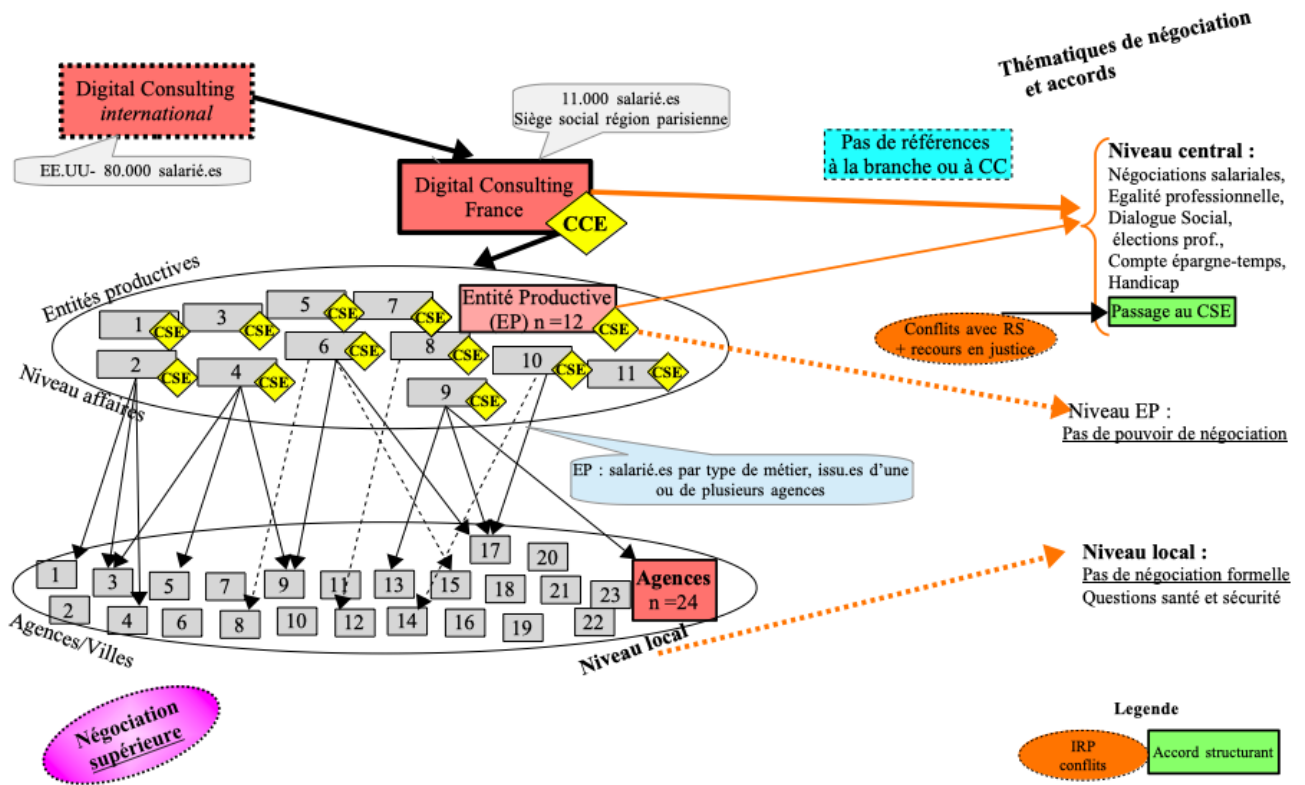 Thématiques de négociation
et accords
Digital Consulting
international
EE.UU- 80.000 salarié.es
11.000 salarié.es
Siège social région parisienne
Digital Consulting
France
CCE
Pas de références
à la branche ou à CC
Niveau central :
Négociations salariales,
Egalité professionnelle,
Dialogue Social,
élections prof.,
Compte épargne-temps,
Handicap
Passage au CSE
Conflits avec RS
+ recours en justice
Entités productives
Niveau affaires
1
CSE
3
CSE
5
CSE
7
CSE
Entité Productive
(EP) n =12
CSE
2
CSE
4
CSE
6
CSE
8
CSE
10
CSE
11
CSE
9
CSE
Niveau EP :
Pas de pouvoir de négociation
EP : salarié.es par type de métier, issu.es d'une
ou de plusieurs agences
1
3
5
7
9
11
13
15
17
18
20
21
23
2
4
6
8
10
12
14
16
19
22
Agences
n =24
Agences/Villes
Niveau local
Niveau local :
Pas de négociation formelle
Questions santé et sécurité
Négociation
supérieure
Legende
IRP
conflits
Accord structurant